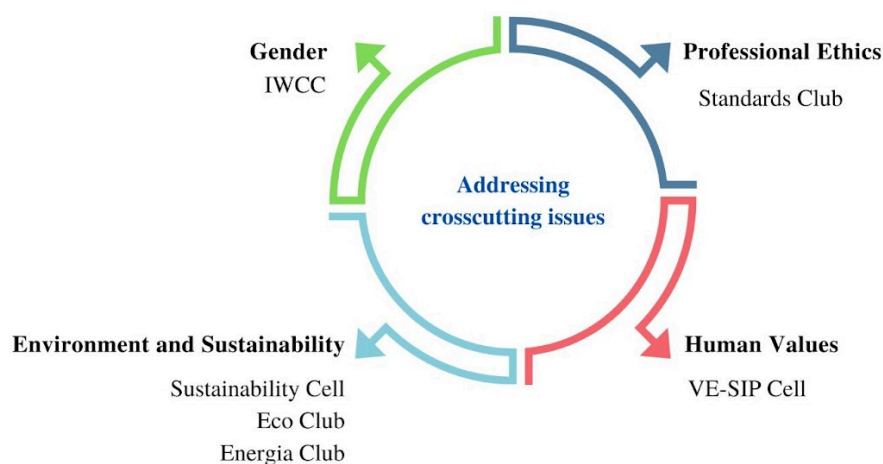 Gender
IWCC
Professional Ethics
Standards Club
Addressing
crosscutting issues
Environment and Sustainability
Sustainability Cell
Eco Club
Energia Club
Human Values
VE-SIP Cell